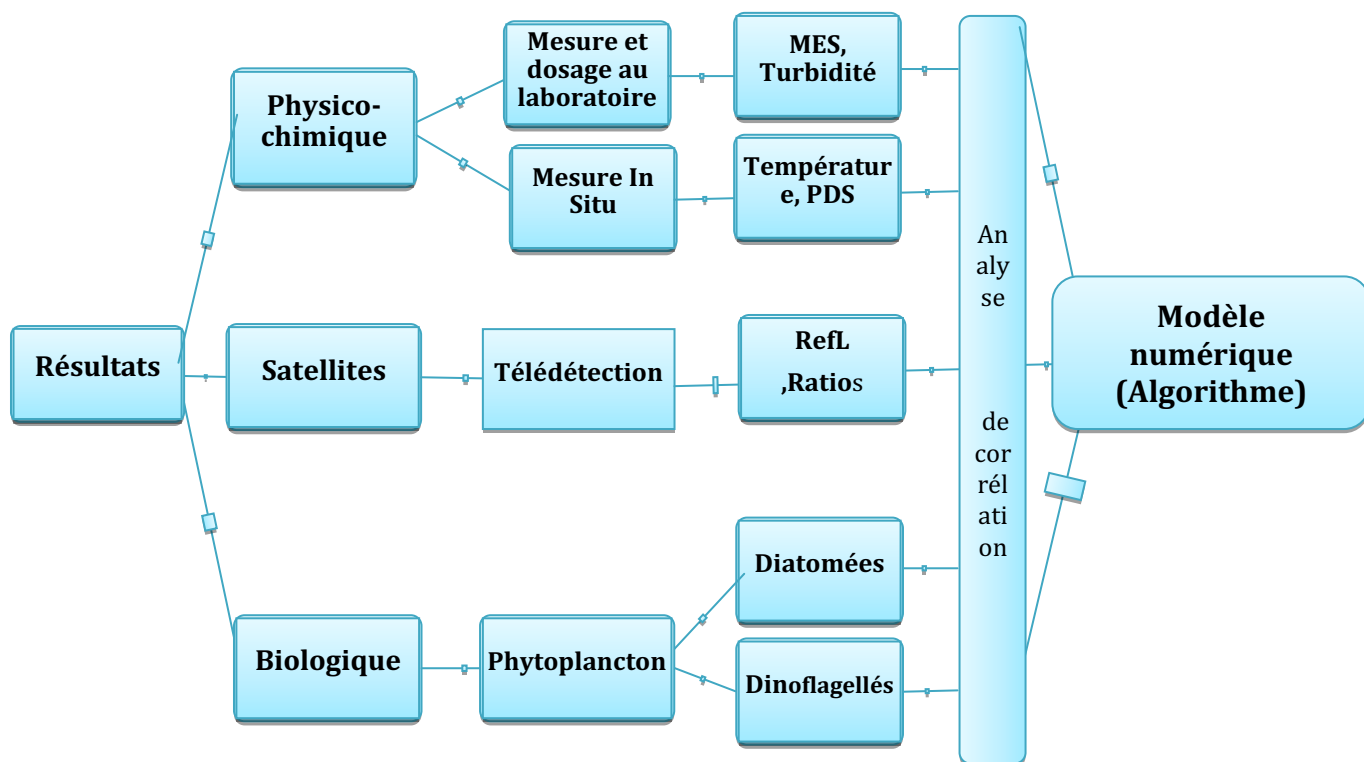 Mesure et
dosage au
laboratoire
MES,
Turbidité
Physico-
chimique
Mesure In
Situ
Températur
e, PDS
An
aly
se
de
cor
rél
ati
on
Résultats
Satellites
Télédétection
RefL
,Ratios
Modèle
numérique
(Algorithme)
Biologique
Phytoplancton
Diatomées
Dinoflagellés